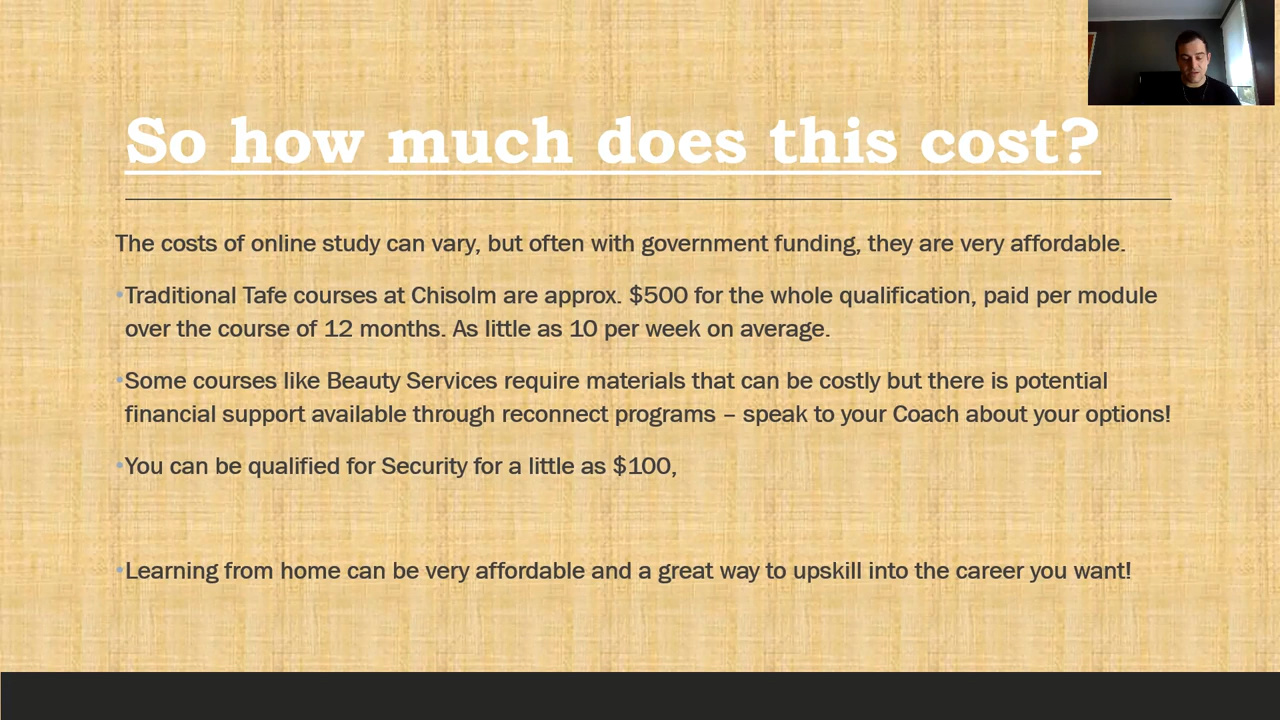 So how much does this cost?
The costs of online study can vary, but often with government funding, they are very affordable.
•Traditional Tafe courses at Chisolm are approx. $500 for the whole qualification, paid per module
over the course of 12 months. As little as 10 per week on average.
•Some courses like Beauty Services require materials that can be costly but there is potential
financial support available through reconnect programs – speak to your Coach about your options!
•You can be qualified for Security for a little as $100,
•Learning from home can be very affordable and a great way to upskill into the career you want!